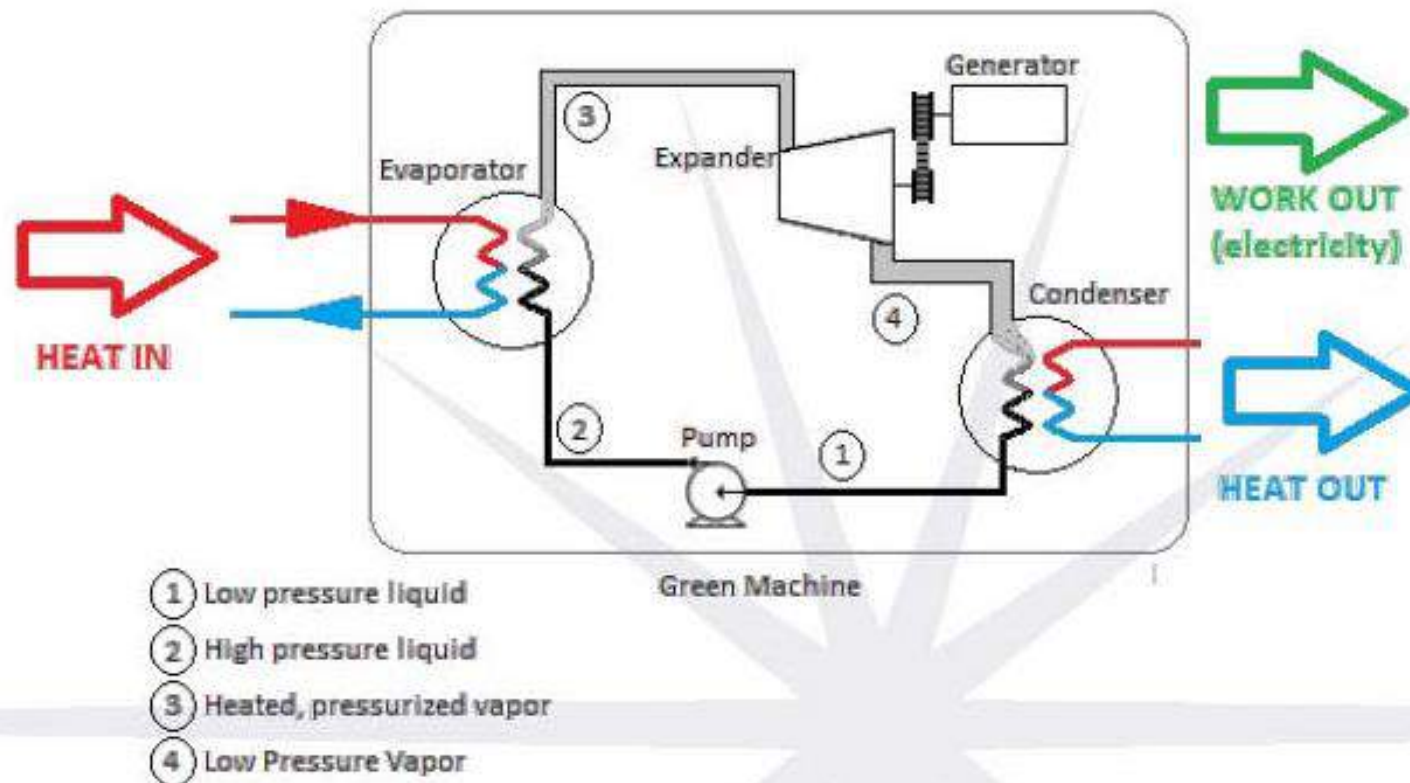 Generator
3
Expander
Evaporator
WORK OUT
(electricity)
HEAT IN
4
Condenser
2
Pump
1
HEAT OUT
Green Machine
1 Low pressure liquid
2 High pressure liquid
3 Heated, pressurized vapor
4 Low Pressure Vapor